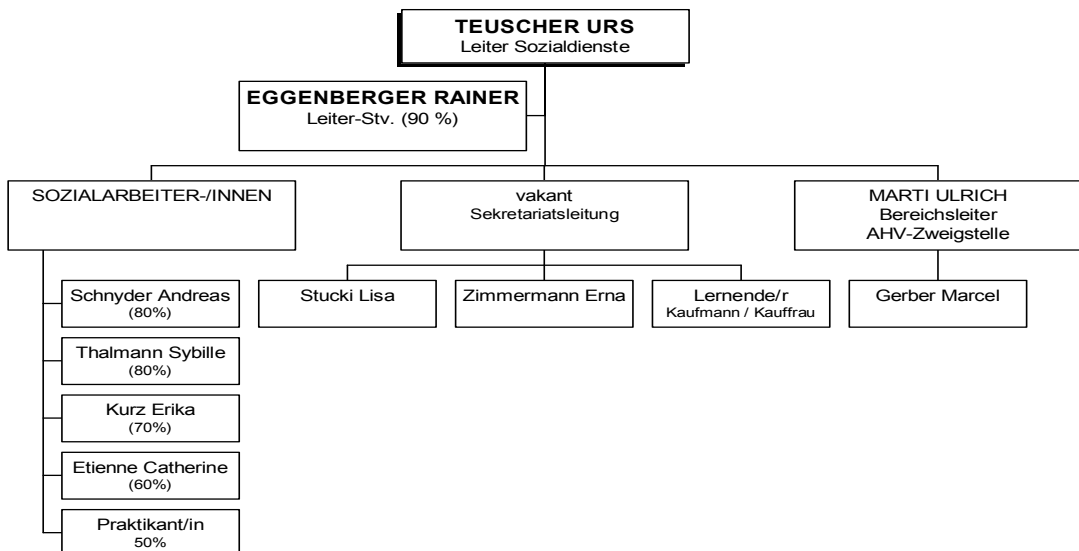 TEUSCHER URS
Leiter Sozialdienste
EGGENBERGER RAINER
Leiter-Stv. (90 %)
SOZIALARBEITER-/INNEN
vakant
Sekretariatsleitung
MARTI ULRICH
Bereichsleiter
AHV-Zweigstelle
Schnyder Andreas
(80%)
Thalmann Sybille
(80%)
Kurz Erika
(70%)
Etienne Catherine
(60%)
Praktikant/in
50%
Stucki Lisa
Zimmermann Erna
Lernende/r
Kaufmann / Kauffrau
Gerber Marcel